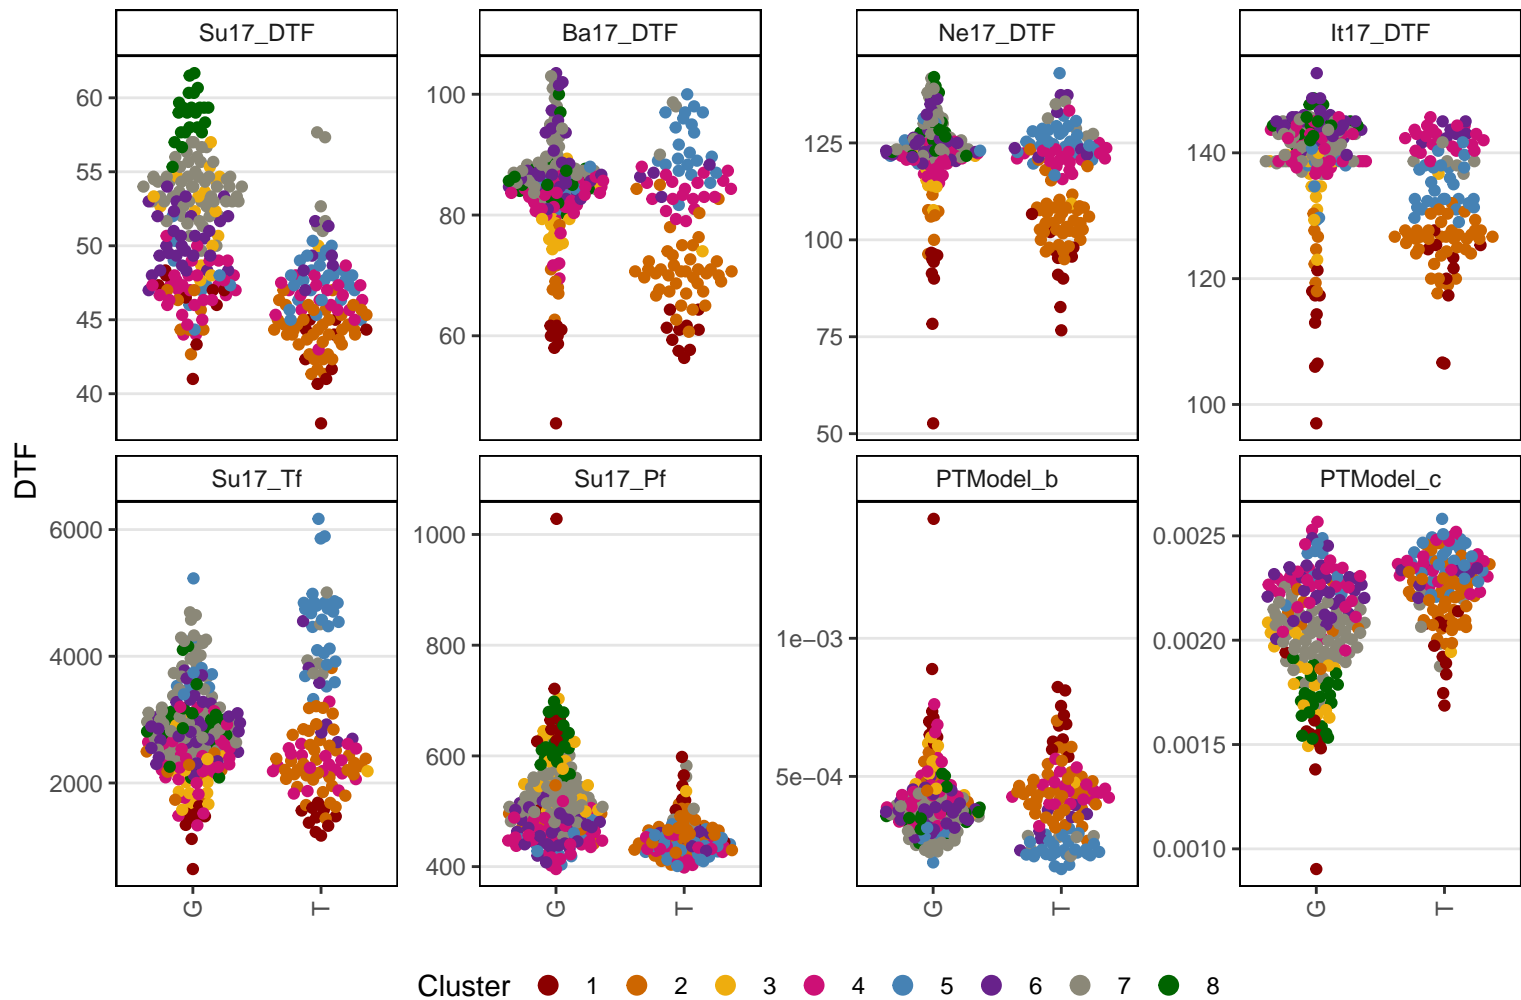 Su17_DTF
Ba17_DTF
Ne17_DTF
It17_DTF
60
55
50
45
40
100
80
60
125
100
75
50
140
120
100
DTF
Su17_Tf
Su17_Pf
PTModel_b
PTModel_c
6000
4000
2000
1000
800
600
400
1e−03
5e−04
0.0025
0.0020
0.0015
0.0010
G
T
G
T
G
T
G
T
Cluster 1 2 3 4 5 6 7 8